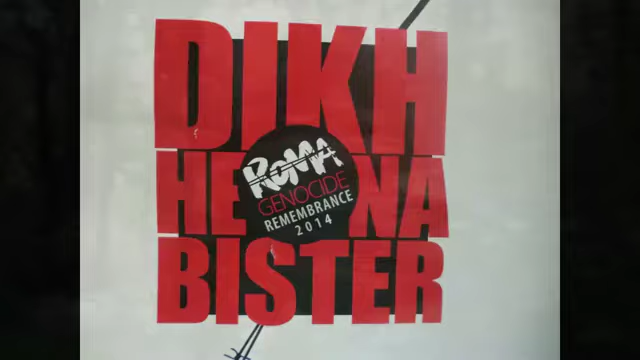 DIKH
HE NA
BISTER
ROMA
GENOCIDE
REMEMBRANCE
2014